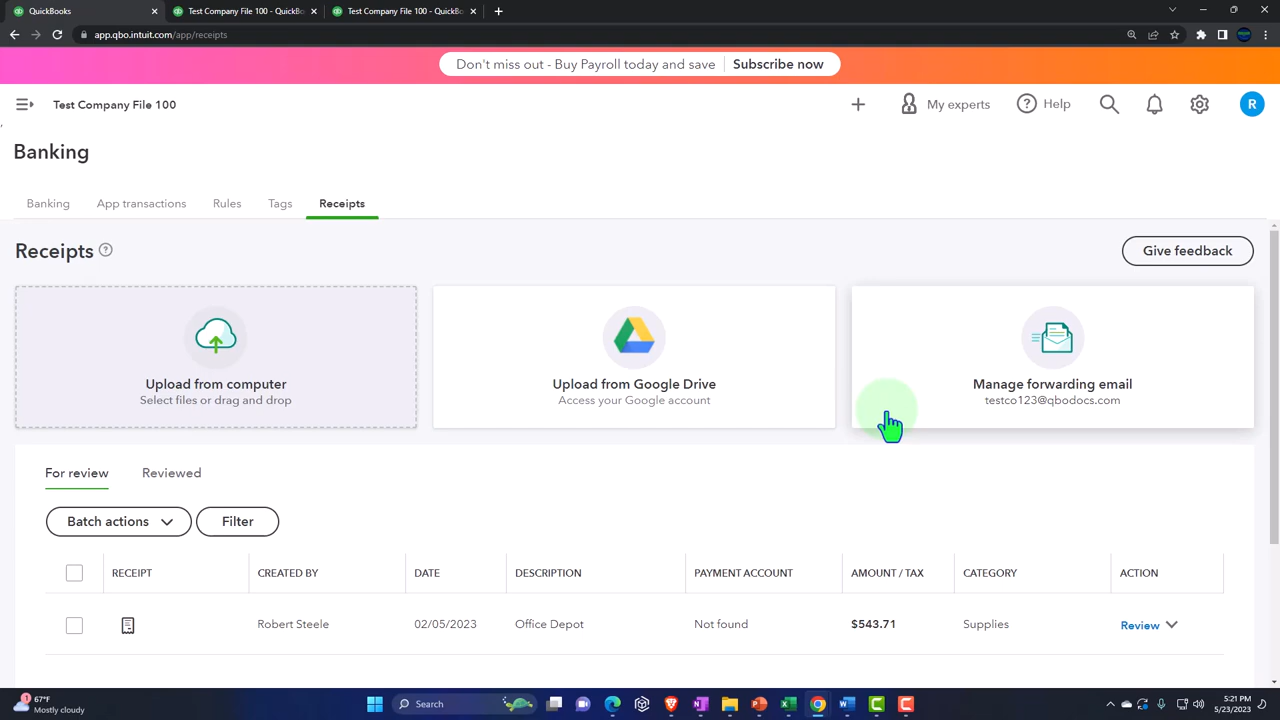 QuickBooks
Test Company File 100 - QuickBo
Test Company File 100 - QuickBo
app.qbo.intuit.com/app/receipts
Don't miss out - Buy Payroll today and save
Subscribe now
Test Company File 100
My experts
Help
R
Banking
Banking
App transactions
Rules
Tags
Receipts
Receipts
Give feedback
Upload from computer
Select files or drag and drop
Upload from Google Drive
Access your Google account
Manage forwarding email
testco123@qbodocs.com
For review
Reviewed
Batch actions
Filter
RECEIPT
CREATED BY
DATE
DESCRIPTION
PAYMENT ACCOUNT
AMOUNT / TAX
CATEGORY
ACTION
Robert Steele
02/05/2023
Office Depot
Not found
$543.71
Supplies
Review
1
67°F
Mostly cloudy
Search
5:21 PM
5/23/2023